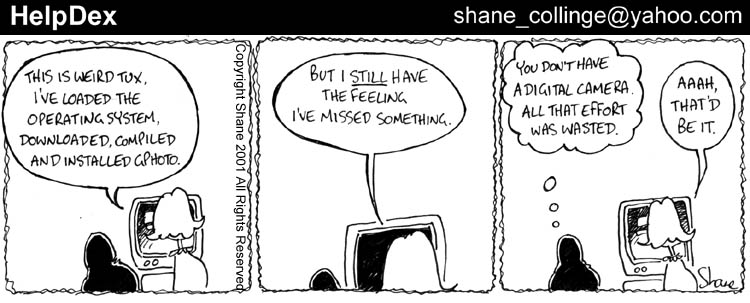 HelpDex
shane_collinge@yahoo.com
THIS IS WEIRD TUX,
I'VE LOADED THE
OPERATING SYSTEM,
DOWNLOADED, COMPILED
AND INSTALLED GPHOTO.
Copyright Shane 2001 All Rights Reserved
BUT I STILL HAVE
THE FEELING
I'VE MISSED SOMETHING.
YOU DON'T HAVE
A DIGITAL CAMERA.
ALL THAT EFFORT
WAS WASTED.
AAAH,
THAT'D
BE IT.
Shane